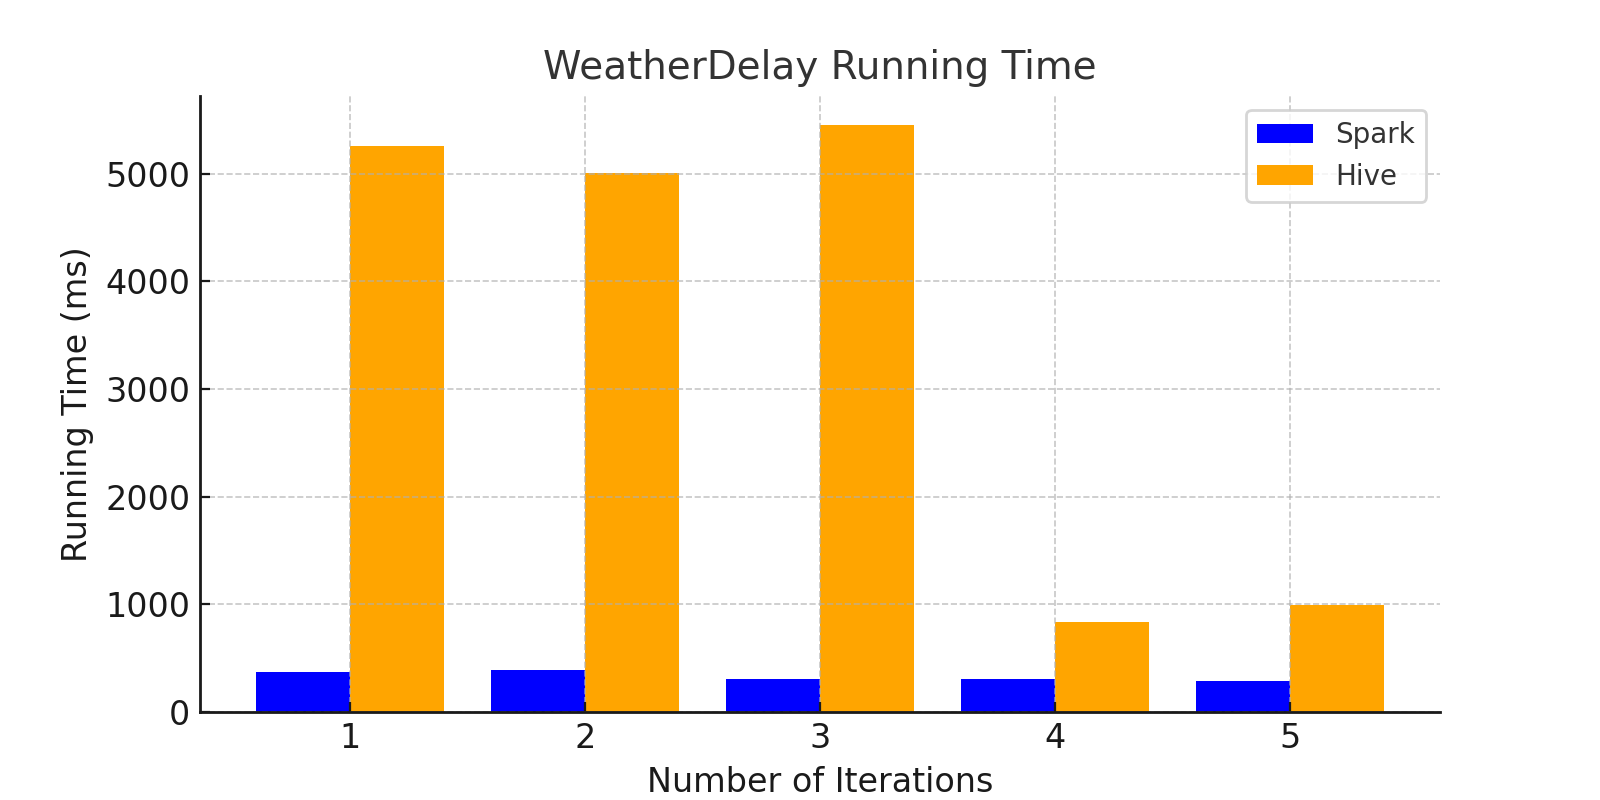 WeatherDelay Running Time
Spark
Hive
Running Time (ms)
5000
4000
3000
2000
1000
0
1 2 3 4 5
Number of Iterations